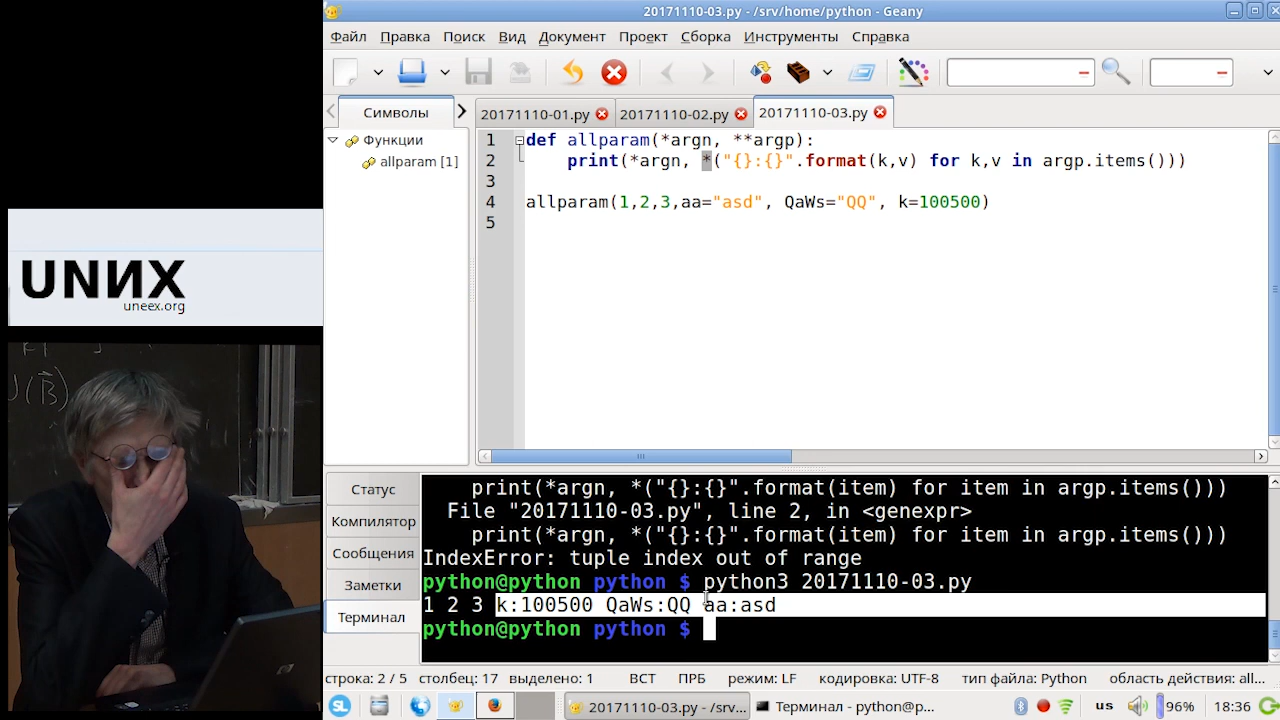 20171110-03.py - /srv/home/python - Geany
Файл Правка Поиск Вид Документ Проект Сборка Инструменты Справка
Символы
20171110-01.py 20171110-02.py 20171110-03.py
Функции
allparam [1]
1 def allparam(*argn, **argp):
2 print(*argn, *("{}:{}".format(k,v) for k,v in argp.items()))
3
4 allparam(1,2,3,aa="asd", QaWs="QQ", k=100500)
5
UNИX
uneex.org
J(B)
Статус
Компилятор
Сообщения
Заметки
Терминал
print(*argn, *("{}:{}".format(item) for item in argp.items()))
File "20171110-03.py", line 2, in <genexpr>
print(*argn, *("{}:{}".format(item) for item in argp.items()))
IndexError: tuple index out of range
python@python python $ python3 20171110-03.py
1 2 3 k:100500 QaWs:QQ aa:asd
python@python python $
строка: 2 / 5 столбец: 17 выделено: 1 ВСТ ПРБ режим: LF кодировка: UTF-8 тип файла: Python область действия: all...
SL 20171110-03.py - /srv... Терминал - python@p... us 96% 18:36
hp